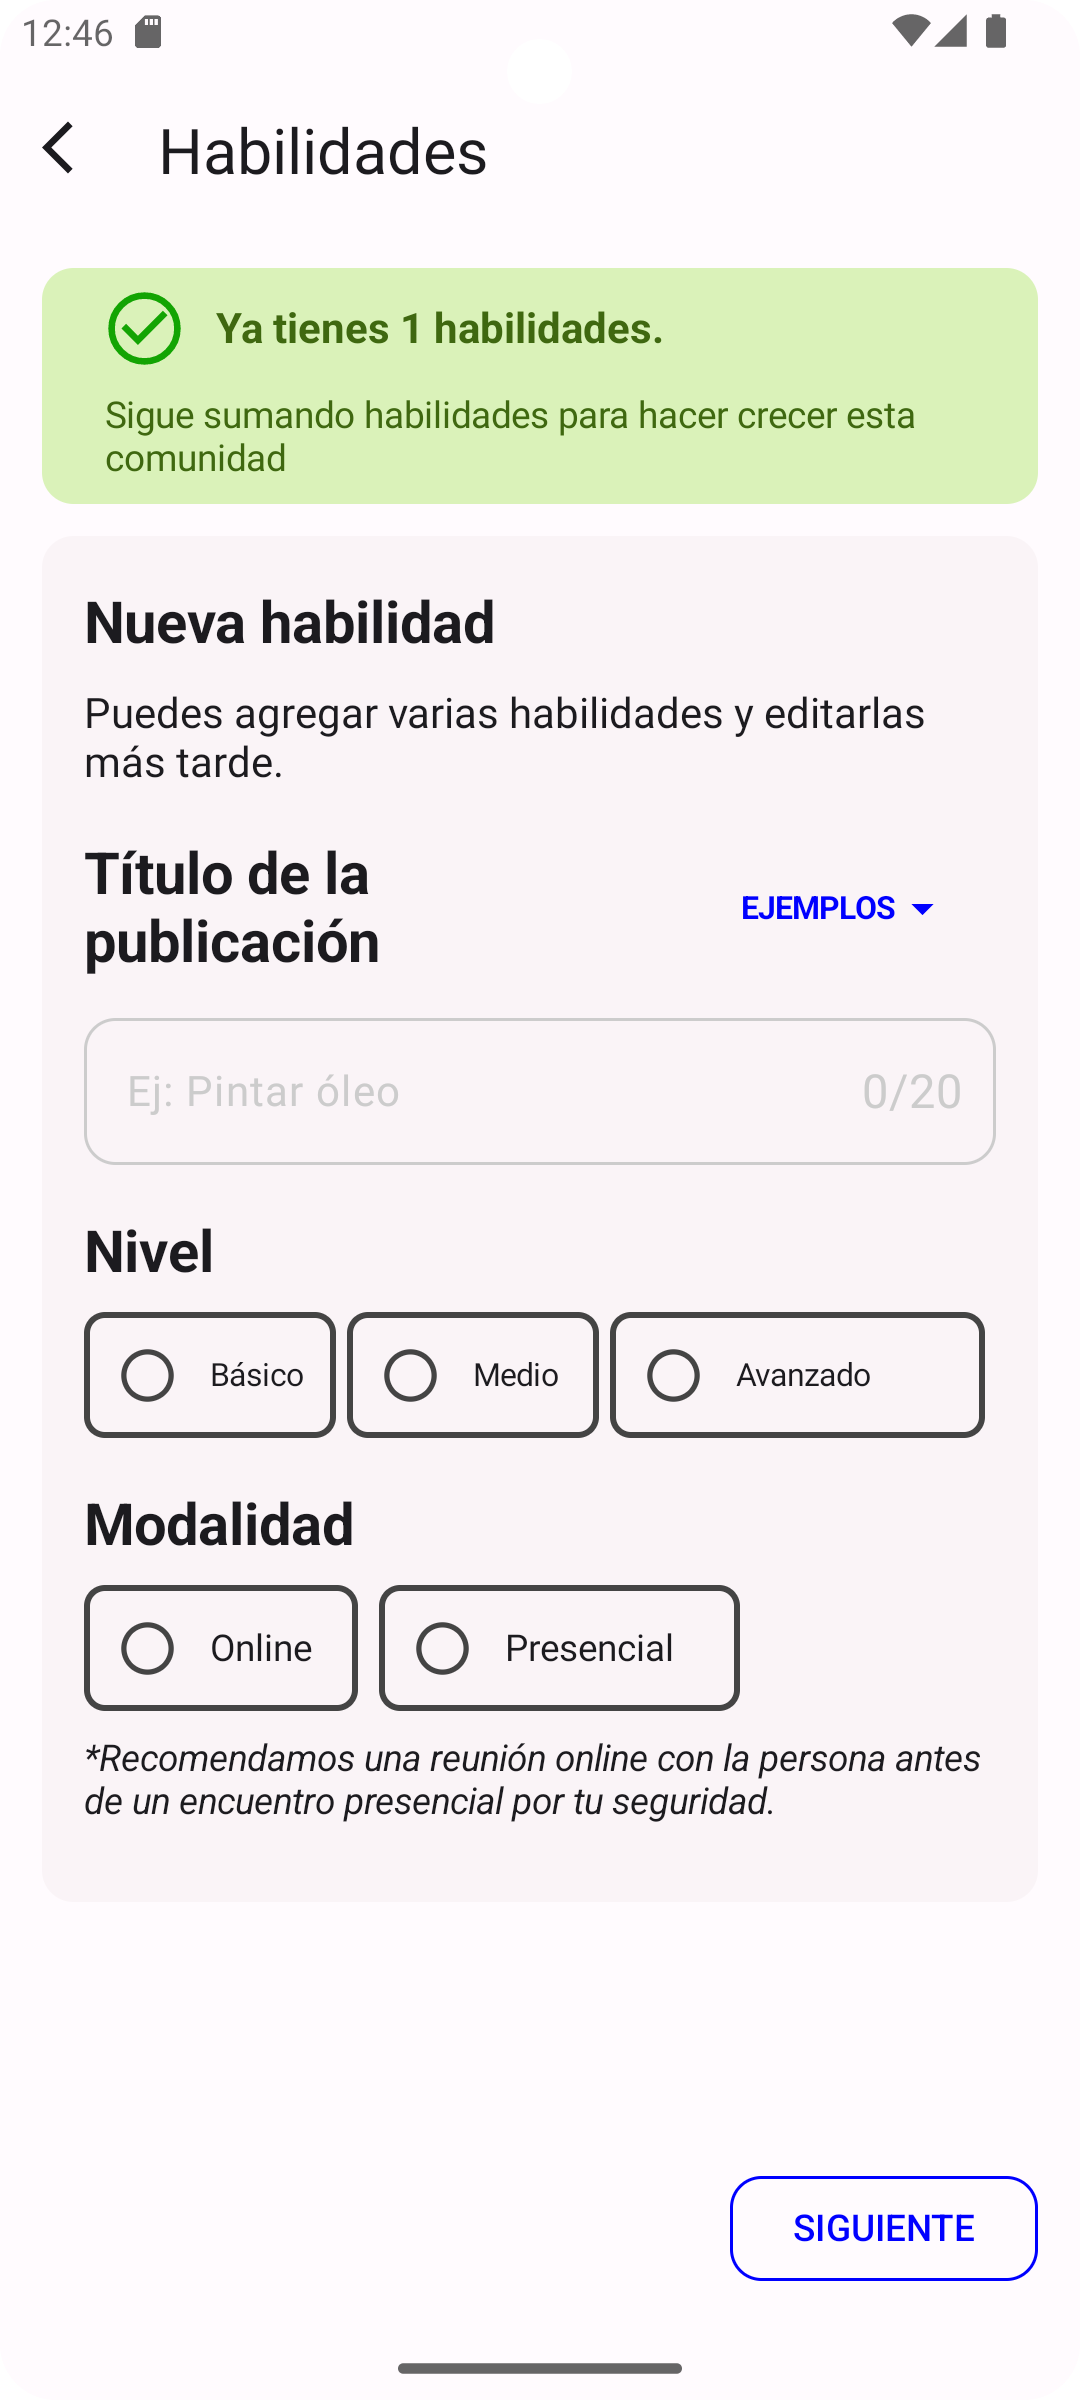 12:46
Habilidades
Ya tienes 1 habilidades.
Sigue sumando habilidades para hacer crecer esta
comunidad
Nueva habilidad
Puedes agregar varias habilidades y editarlas
más tarde.
Título de la
publicación
EJEMPLOS
Ej: Pintar óleo 0/20
Nivel
Básico Medio Avanzado
Modalidad
Online Presencial
*Recomendamos una reunión online con la persona antes
de un encuentro presencial por tu seguridad.
SIGUIENTE